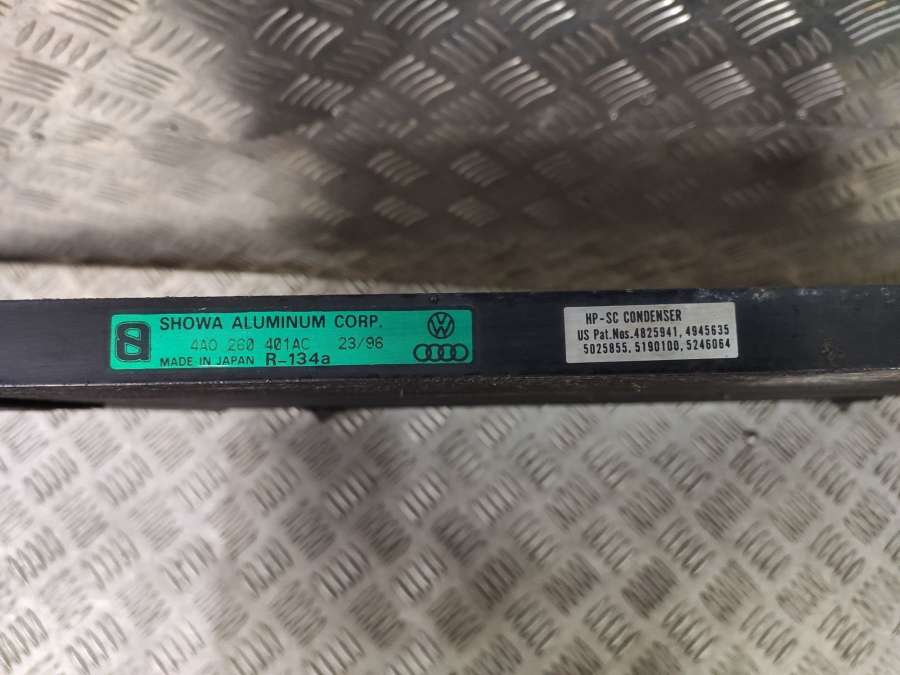 SHOWA ALUMINUM CORP.
4A0 260 401AC 23/96
MADE IN JAPAN R-134a
HP-SC CONDENSER
US Pat.Nos.4825941, 4945635
5025855, 5190100, 5246064